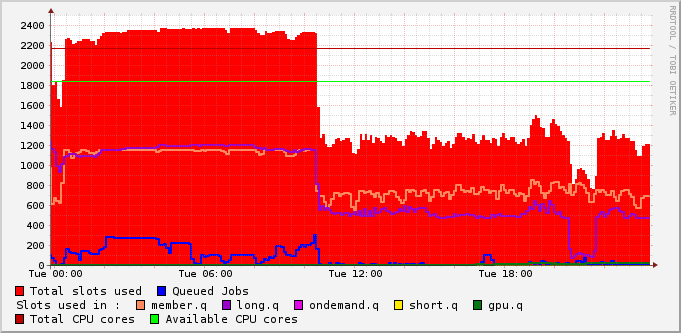 2400
2200
2000
1800
1600
1400
1200
1000
800
600
400
200
0
Tue 00:00 Tue 06:00 Tue 12:00 Tue 18:00
Total slots used Queued Jobs
Slots used in : member.q long.q ondemand.q short.q gpu.q
Total CPU cores Available CPU cores
RRDTOOL / TOBI OETIKER